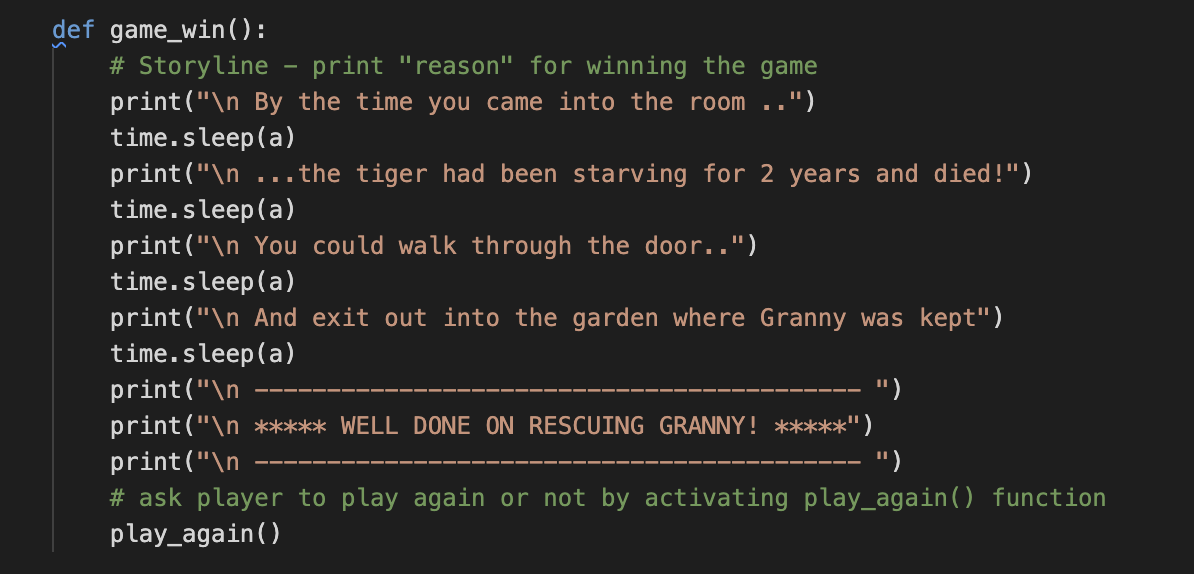 def game_win():
    # Storyline – print "reason" for winning the game
    print("\n By the time you came into the room ..")
    time.sleep(a)
    print("\n ...the tiger had been starving for 2 years and died!")
    time.sleep(a)
    print("\n You could walk through the door..")
    time.sleep(a)
    print("\n And exit out into the garden where Granny was kept")
    time.sleep(a)
    print("\n ------------------------------------------ ")
    print("\n ***** WELL DONE ON RESCUING GRANNY! *****")
    print("\n ------------------------------------------ ")
    # ask player to play again or not by activating play_again() function
    play_again()